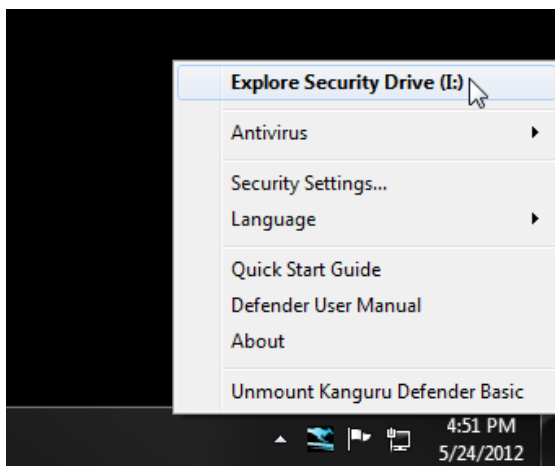 Explore Security Drive (I:)
Antivirus
Security Settings...
Language
Quick Start Guide
Defender User Manual
About
Unmount Kanguru Defender Basic
4:51 PM
5/24/2012